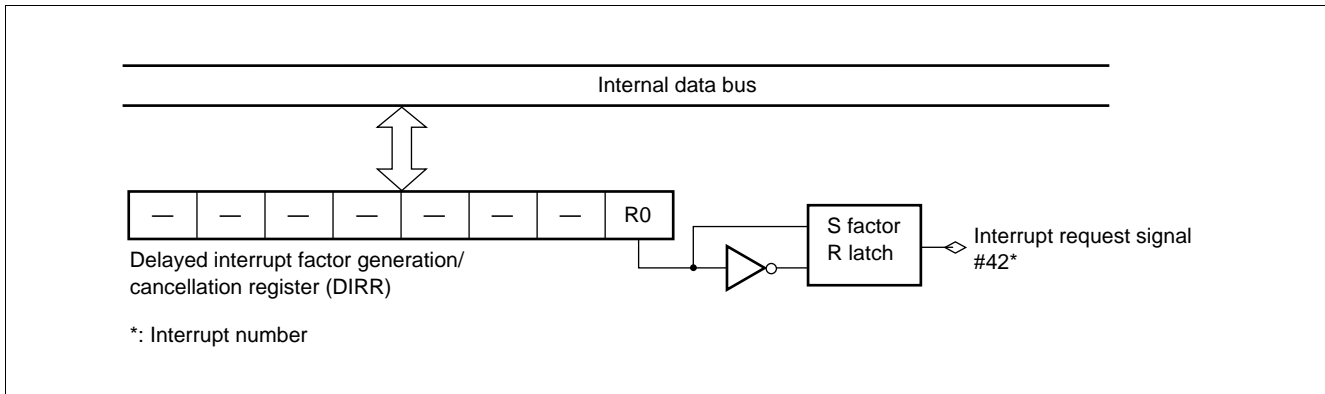 Internal data bus
— — — — — — — R0
Delayed interrupt factor generation/
cancellation register (DIRR)
S factor
R latch
Interrupt request signal
#42*
*: Interrupt number